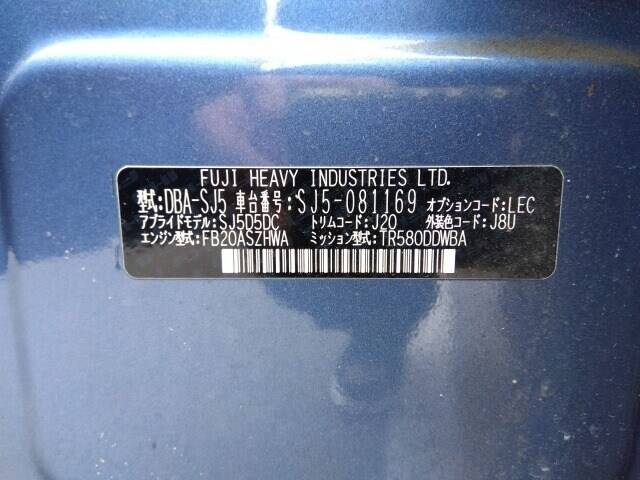 FUJI HEAVY INDUSTRIES LTD.
型式:DBA-SJ5 車台番号:SJ5-081169 オプションコード:LEC
アプライドモデル:SJ5D5DC トリムコード:J20 外装色コード:J8U
エンジン型式:FB20ASZHWA ミッション型式:TR580DDWBA